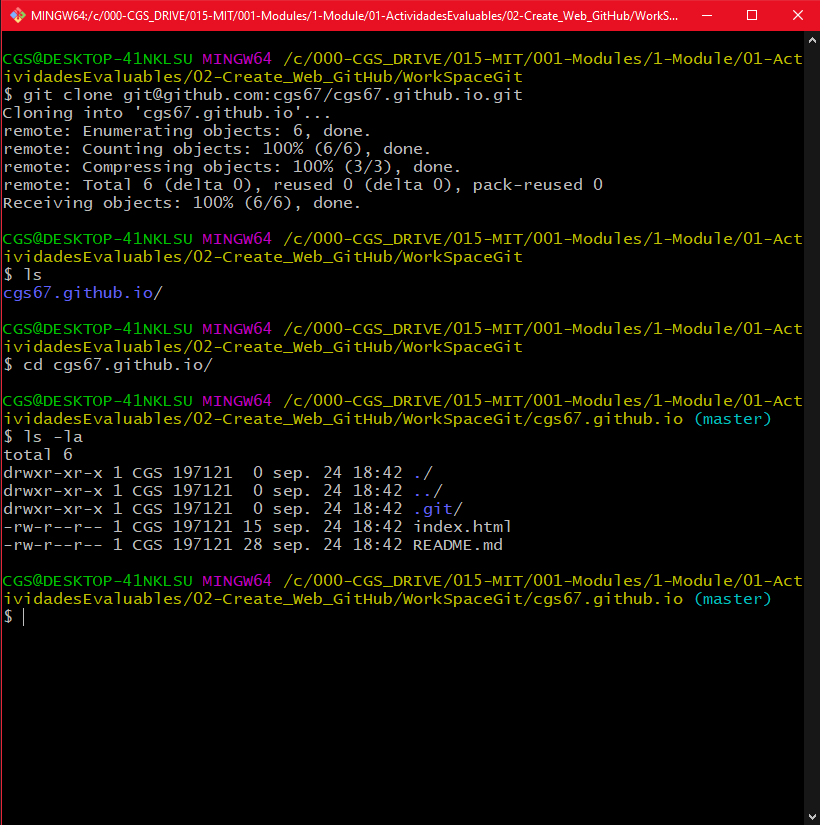 MINGW64:/c/000-CGS_DRIVE/015-MIT/001-Modules/1-Module/01-ActividadesEvaluables/02-Create_Web_GitHub/WorkS...
CGS@DESKTOP-41NKLSU MINGW64 /c/000-CGS_DRIVE/015-MIT/001-Modules/1-Module/01-Act
ividadesEvaluables/02-Create_Web_GitHub/WorkSpaceGit
$ git clone git@github.com:cgs67/cgs67.github.io.git
Cloning into 'cgs67.github.io'...
remote: Enumerating objects: 6, done.
remote: Counting objects: 100% (6/6), done.
remote: Compressing objects: 100% (3/3), done.
remote: Total 6 (delta 0), reused 0 (delta 0), pack-reused 0
Receiving objects: 100% (6/6), done.
CGS@DESKTOP-41NKLSU MINGW64 /c/000-CGS_DRIVE/015-MIT/001-Modules/1-Module/01-Act
ividadesEvaluables/02-Create_Web_GitHub/WorkSpaceGit
$ ls
cgs67.github.io/
CGS@DESKTOP-41NKLSU MINGW64 /c/000-CGS_DRIVE/015-MIT/001-Modules/1-Module/01-Act
ividadesEvaluables/02-Create_Web_GitHub/WorkSpaceGit
$ cd cgs67.github.io/
CGS@DESKTOP-41NKLSU MINGW64 /c/000-CGS_DRIVE/015-MIT/001-Modules/1-Module/01-Act
ividadesEvaluables/02-Create_Web_GitHub/WorkSpaceGit/cgs67.github.io (master)
$ ls -la
total 6
drwxr-xr-x 1 CGS 197121  0 sep. 24 18:42 ./
drwxr-xr-x 1 CGS 197121  0 sep. 24 18:42 ../
drwxr-xr-x 1 CGS 197121  0 sep. 24 18:42 .git/
-rw-r--r-- 1 CGS 197121 15 sep. 24 18:42 index.html
-rw-r--r-- 1 CGS 197121 28 sep. 24 18:42 README.md
CGS@DESKTOP-41NKLSU MINGW64 /c/000-CGS_DRIVE/015-MIT/001-Modules/1-Module/01-Act
ividadesEvaluables/02-Create_Web_GitHub/WorkSpaceGit/cgs67.github.io (master)
$